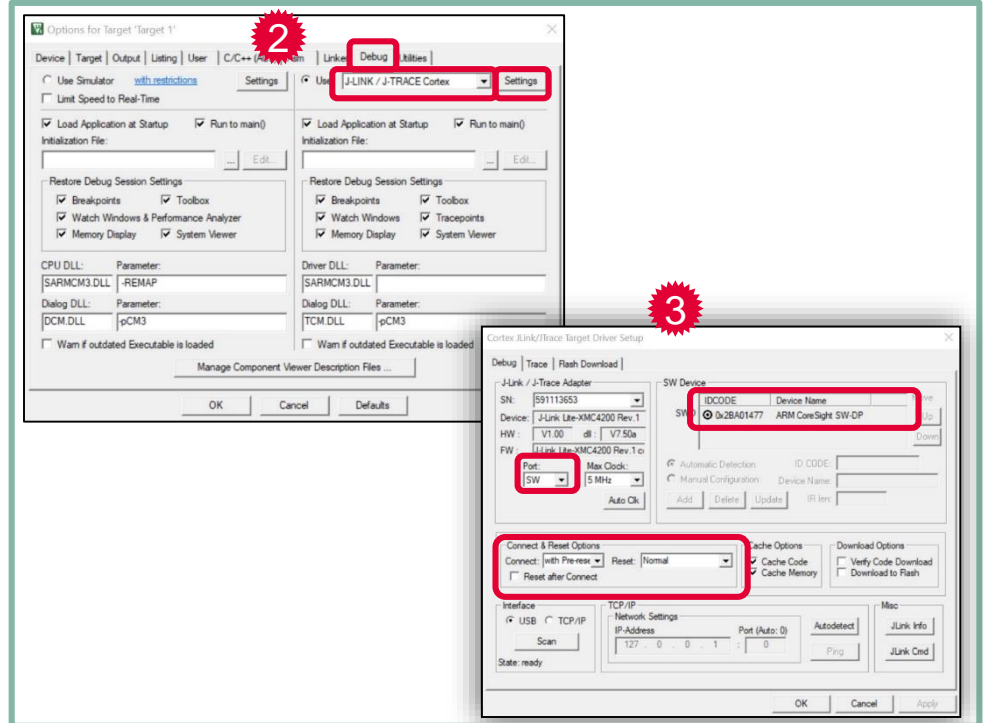 Options for Target 'Target 1'
2
Device Target Output Listing User C/C++ Linker Debug Utilities
Use Simulator with restrictions Settings
Use: J-LINK / J-TRACE Cortex Settings
Limit Speed to Real-Time
Load Application at Startup Run to main()
Load Application at Startup Run to main()
Initialization File:
Initialization File:
... Edit...
... Edit...
Restore Debug Session Settings
Breakpoints Toolbox
Watch Windows & Performance Analyzer
Memory Display System Viewer
Restore Debug Session Settings
Breakpoints Toolbox
Watch Windows Tracepoints
Memory Display System Viewer
CPU DLL: Parameter:
SARMCM3.DLL -REMAP
Driver DLL: Parameter:
SARMCM3.DLL
Dialog DLL: Parameter:
DCM.DLL -pCM3
Dialog DLL: Parameter:
TCM.DLL -pCM3
Warn if outdated Executable is loaded
Warn if outdated Executable is loaded
Manage Component Viewer Description Files ...
OK Cancel Defaults
3
Cortex JLink/JTrace Target Driver Setup
Debug Trace Flash Download
J-Link / J-Trace Adapter
SN: 591113653
Device: J-Link Lite-XMC4200 Rev.1
HW : V1.00 dll : V7.50a
FW : J-Link Lite-XMC4200 Rev.1 co
Port: Max Clock:
SW 5 MHz
Auto Clk
SW Device
IDCODE Device Name Move
0x2BA01477 ARM CoreSight SW-DP Up
Down
Automatic Detection ID CODE:
Manual Configuration Device Name:
Add Delete Update IR len:
Connect & Reset Options
Connect: with Pre-rese Reset: Normal
Reset after Connect
Cache Options
Cache Code
Cache Memory
Download Options
Verify Code Download
Download to Flash
Interface
USB TCP/IP
Scan
State: ready
TCP/IP
Network Settings
IP-Address Port (Auto: 0)
127 . 0 . 0 . 1 : 0
Autodetect
Ping
Misc
JLink Info
JLink Cmd
OK Cancel Apply